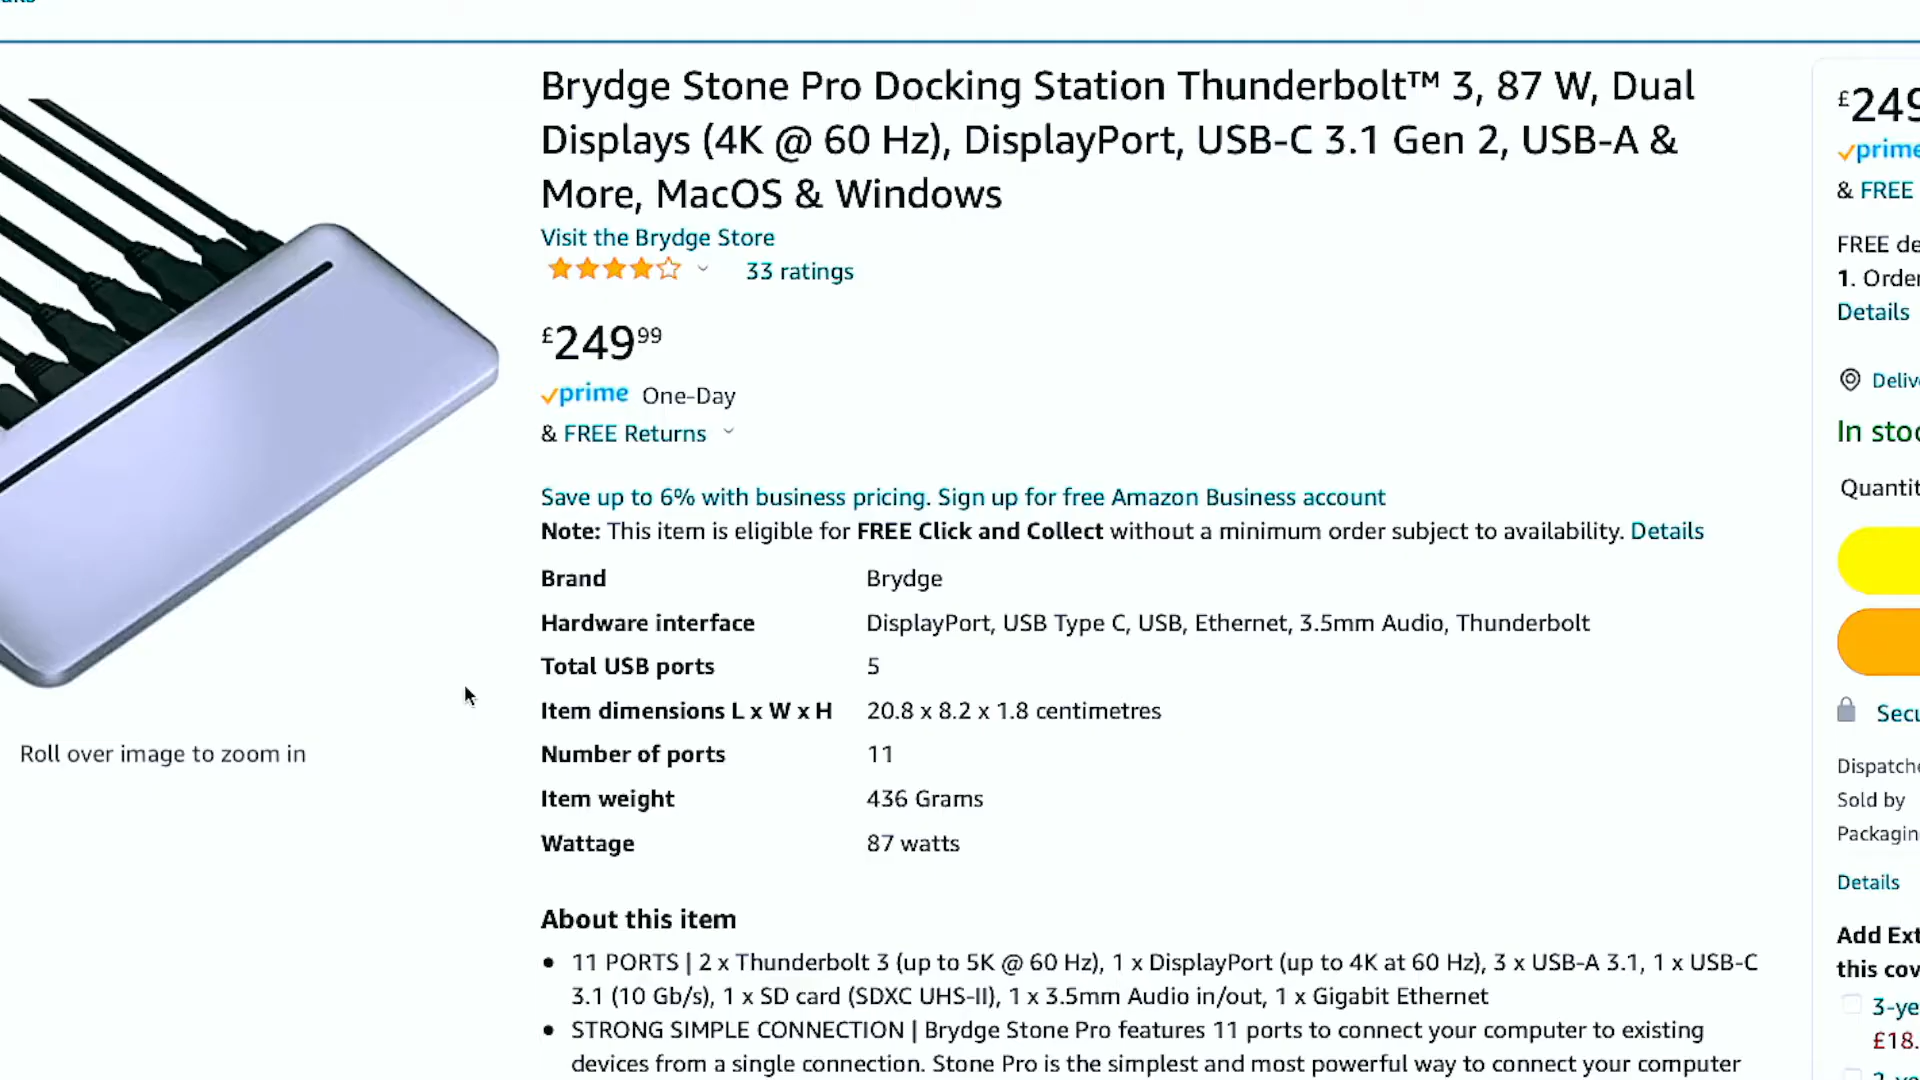 Brydge Stone Pro Docking Station Thunderbolt™ 3, 87 W, Dual
Displays (4K @ 60 Hz), DisplayPort, USB-C 3.1 Gen 2, USB-A &
More, MacOS & Windows
Visit the Brydge Store
33 ratings
£249.99
prime One-Day
& FREE Returns
Save up to 6% with business pricing. Sign up for free Amazon Business account
Note: This item is eligible for FREE Click and Collect without a minimum order subject to availability. Details
Brand Brydge
Hardware interface DisplayPort, USB Type C, USB, Ethernet, 3.5mm Audio, Thunderbolt
Total USB ports 5
Item dimensions L x W x H 20.8 x 8.2 x 1.8 centimetres
Number of ports 11
Item weight 436 Grams
Wattage 87 watts
About this item
11 PORTS | 2 x Thunderbolt 3 (up to 5K @ 60 Hz), 1 x DisplayPort (up to 4K at 60 Hz), 3 x USB-A 3.1, 1 x USB-C
3.1 (10 Gb/s), 1 x SD card (SDXC UHS-II), 1 x 3.5mm Audio in/out, 1 x Gigabit Ethernet
STRONG SIMPLE CONNECTION | Brydge Stone Pro features 11 ports to connect your computer to existing
devices from a single connection. Stone Pro is the simplest and most powerful way to connect your computer
Roll over image to zoom in
£249
prime
& FREE
FREE de
1. Order
Details
Deliv
In stoc
Quantit
Secu
Dispatche
Sold by
Packagin
Details
Add Ext
this cov
3-ye
£18.